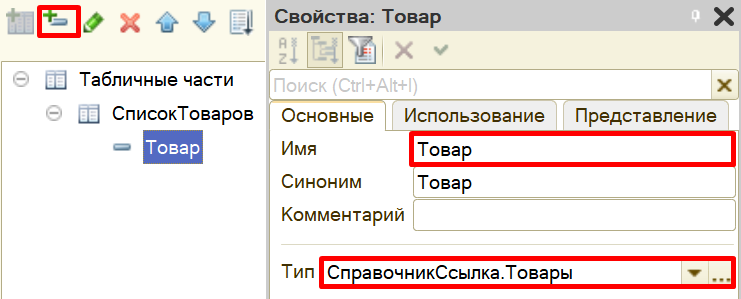 Свойства: Товар
Табличные части
СписокТоваров
Товар
Поиск (Ctrl+Alt+I)
Основные Использование Представление
Имя Товар
Синоним Товар
Комментарий
Тип СправочникСсылка.Товары ...